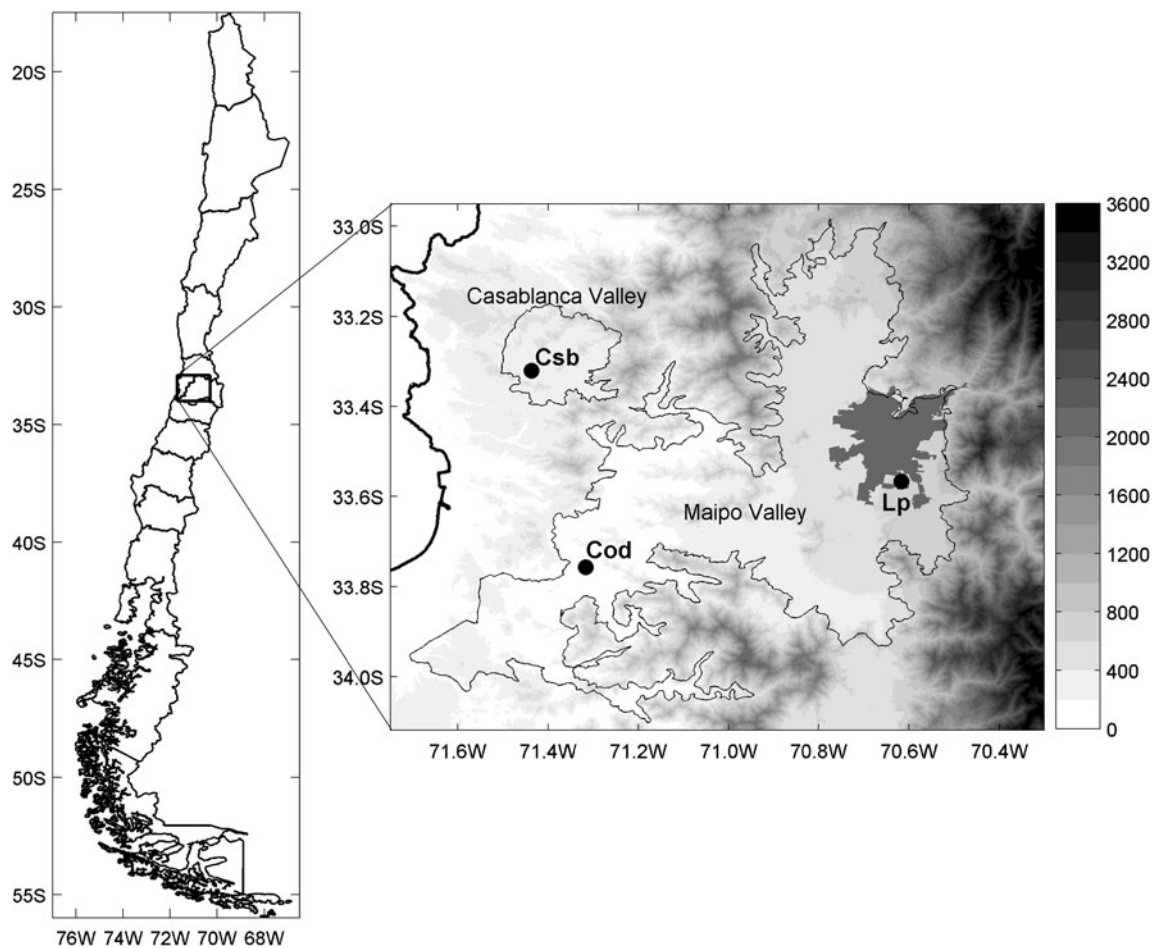 20S
25S
30S
35S
40S
45S
50S
55S
76W 74W 72W 70W 68W
33.0S
33.2S
33.4S
33.6S
33.8S
34.0S
71.6W 71.4W 71.2W 71.0W 70.8W 70.6W 70.4W
Casablanca Valley
Csb
Maipo Valley
Lp
Cod
3600
3200
2800
2400
2000
1600
1200
800
400
0